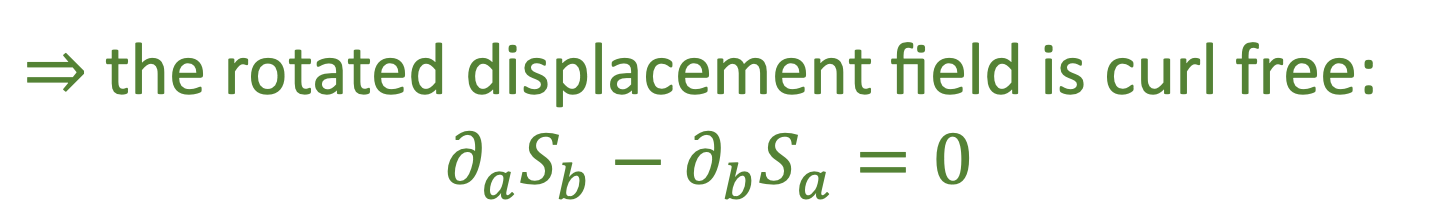 ⇒ the rotated displacement field is curl free:
∂ₐS_b − ∂_bSₐ = 0